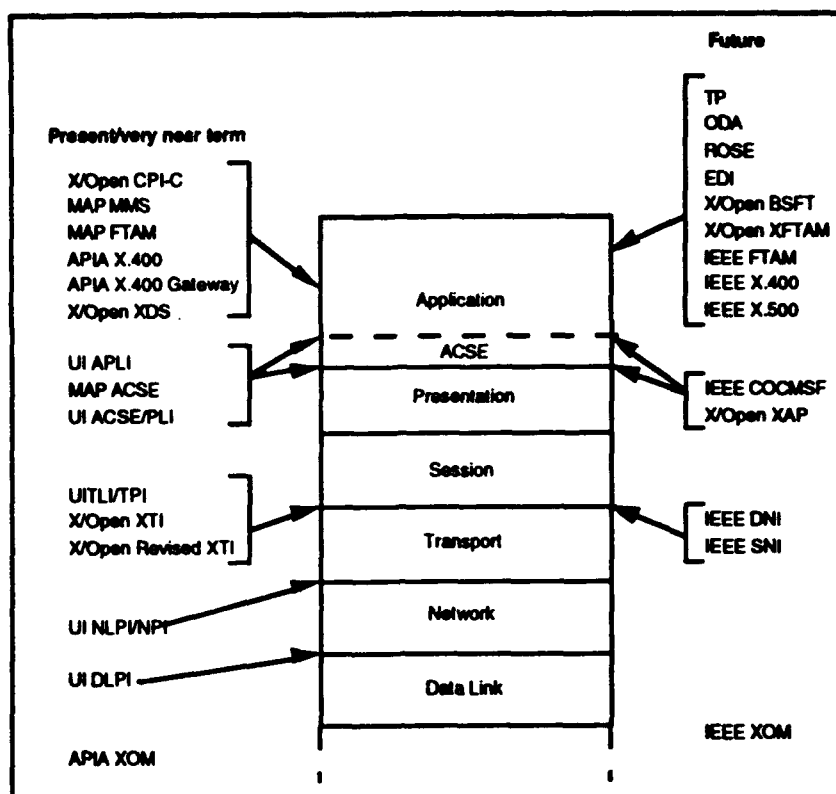 Future
TP
ODA
ROSE
EDI
X/Open BSFT
X/Open XFTAM
IEEE FTAM
IEEE X.400
IEEE X.500
Present/very near term
X/Open CPI-C
MAP MMS
MAP FTAM
APIA X.400
APIA X.400 Gateway
X/Open XDS
Application
ACSE
Presentation
Session
Transport
Network
Data Link
UI APLI
MAP ACSE
UI ACSE/PLI
IEEE COCMSF
X/Open XAP
UITLI/TPI
X/Open XTI
X/Open Revised XTI
IEEE DNI
IEEE SNI
UI NLPI/NPI
UI DLPI
APIA XOM
IEEE XOM